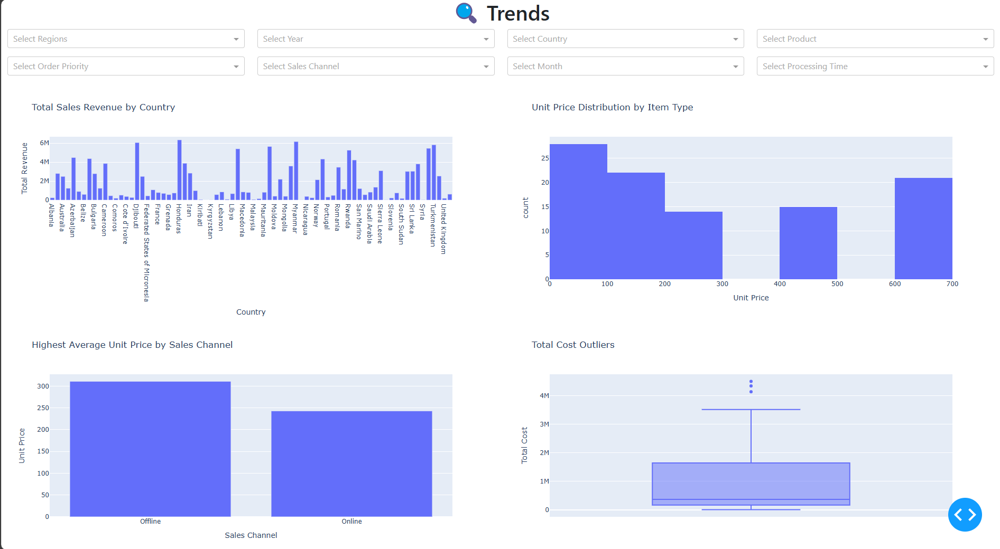 Trends
Select Regions
Select Year
Select Country
Select Product
Select Order Priority
Select Sales Channel
Select Month
Select Processing Time
Total Sales Revenue by Country
Total Revenue
6M
4M
2M
0
Albania
Australia
Azerbaijan
Belize
Bulgaria
Cameroon
Comoros
Cote d'Ivoire
Djibouti
Federated States of Micronesia
France
Grenada
Honduras
Iran
Kiribati
Kyrgyzstan
Lebanon
Libya
Macedonia
Malaysia
Mauritania
Moldova
Mongolia
Myanmar
Nicaragua
Norway
Portugal
Romania
Rwanda
San Marino
Saudi Arabia
Sierra Leone
Slovenia
South Sudan
Sri Lanka
Syria
Turkmenistan
United Kingdom
Country
Unit Price Distribution by Item Type
count
25
20
15
10
5
0
0 100 200 300 400 500 600 700
Unit Price
Highest Average Unit Price by Sales Channel
Unit Price
300
250
200
150
100
50
0
Offline Online
Sales Channel
Total Cost Outliers
Total Cost
4M
3M
2M
1M
0